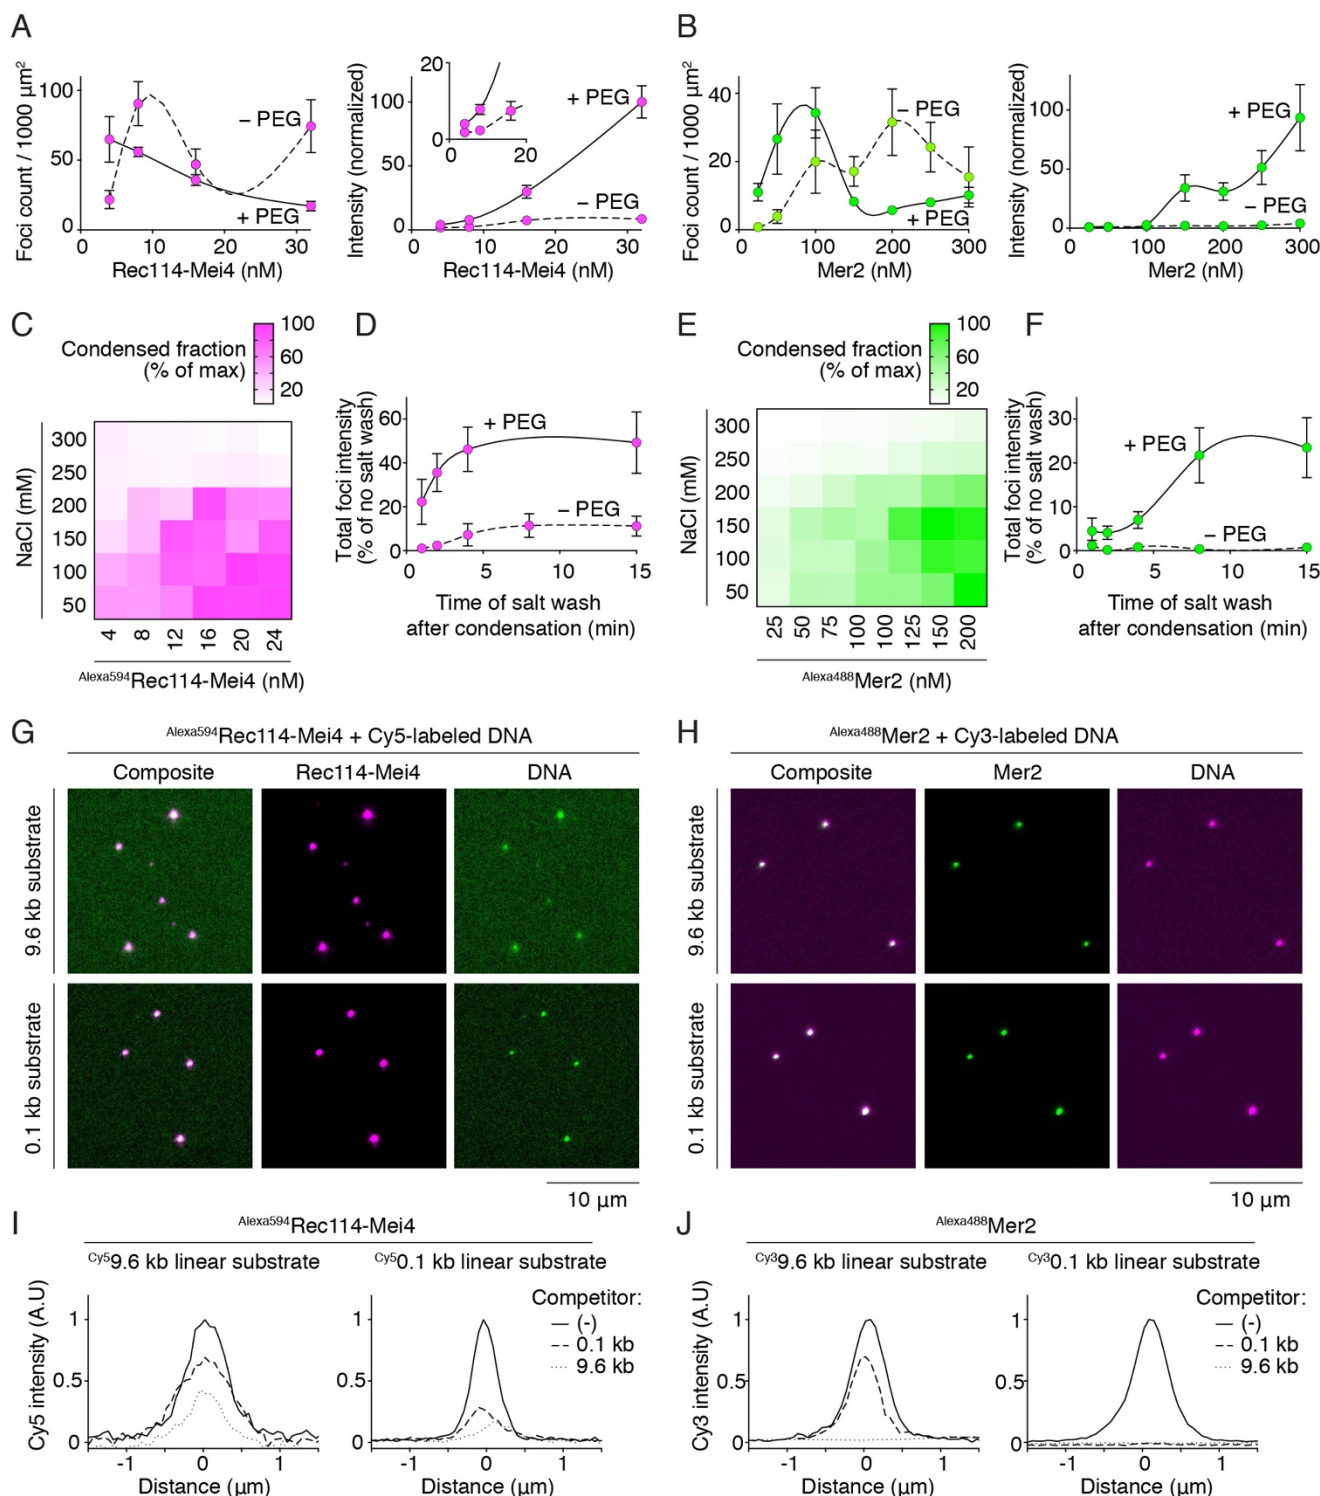 A
Foci count / 1000 µm²
100
50
0
0
10
20
30
– PEG
+ PEG
Rec114-Mei4 (nM)
Intensity (normalized)
100
50
0
0
10
20
30
20
0
0
20
+ PEG
– PEG
Rec114-Mei4 (nM)
B
Foci count / 1000 µm²
40
20
0
0
100
200
300
– PEG
+ PEG
Mer2 (nM)
Intensity (normalized)
100
50
0
0
100
200
300
+ PEG
– PEG
Mer2 (nM)
C
Condensed fraction
(% of max)
100
60
20
NaCl (mM)
300
250
200
150
100
50
4
8
12
16
20
24
Alexa594Rec114-Mei4 (nM)
D
Total foci intensity
(% of no salt wash)
60
40
20
0
0
5
10
15
+ PEG
– PEG
Time of salt wash
after condensation (min)
E
Condensed fraction
(% of max)
100
60
20
NaCl (mM)
300
250
200
150
100
50
25
50
75
100
100
125
150
200
Alexa488Mer2 (nM)
F
Total foci intensity
(% of no salt wash)
30
15
0
0
5
10
15
+ PEG
– PEG
Time of salt wash
after condensation (min)
G
Alexa594Rec114-Mei4 + Cy5-labeled DNA
Composite
Rec114-Mei4
DNA
9.6 kb substrate
0.1 kb substrate
10 µm
H
Alexa488Mer2 + Cy3-labeled DNA
Composite
Mer2
DNA
9.6 kb substrate
0.1 kb substrate
10 µm
I
Alexa594Rec114-Mei4
Cy59.6 kb linear substrate
Cy5 intensity (A.U)
1
0.5
0
-1
0
1
Distance (µm)
Cy50.1 kb linear substrate
1
0.5
0
-1
0
1
Distance (µm)
Competitor:
(-)
0.1 kb
9.6 kb
J
Alexa488Mer2
Cy39.6 kb linear substrate
Cy3 intensity (A.U)
1
0.5
0
-1
0
1
Distance (µm)
Cy30.1 kb linear substrate
1
0.5
0
-1
0
1
Distance (µm)
Competitor:
(-)
0.1 kb
9.6 kb